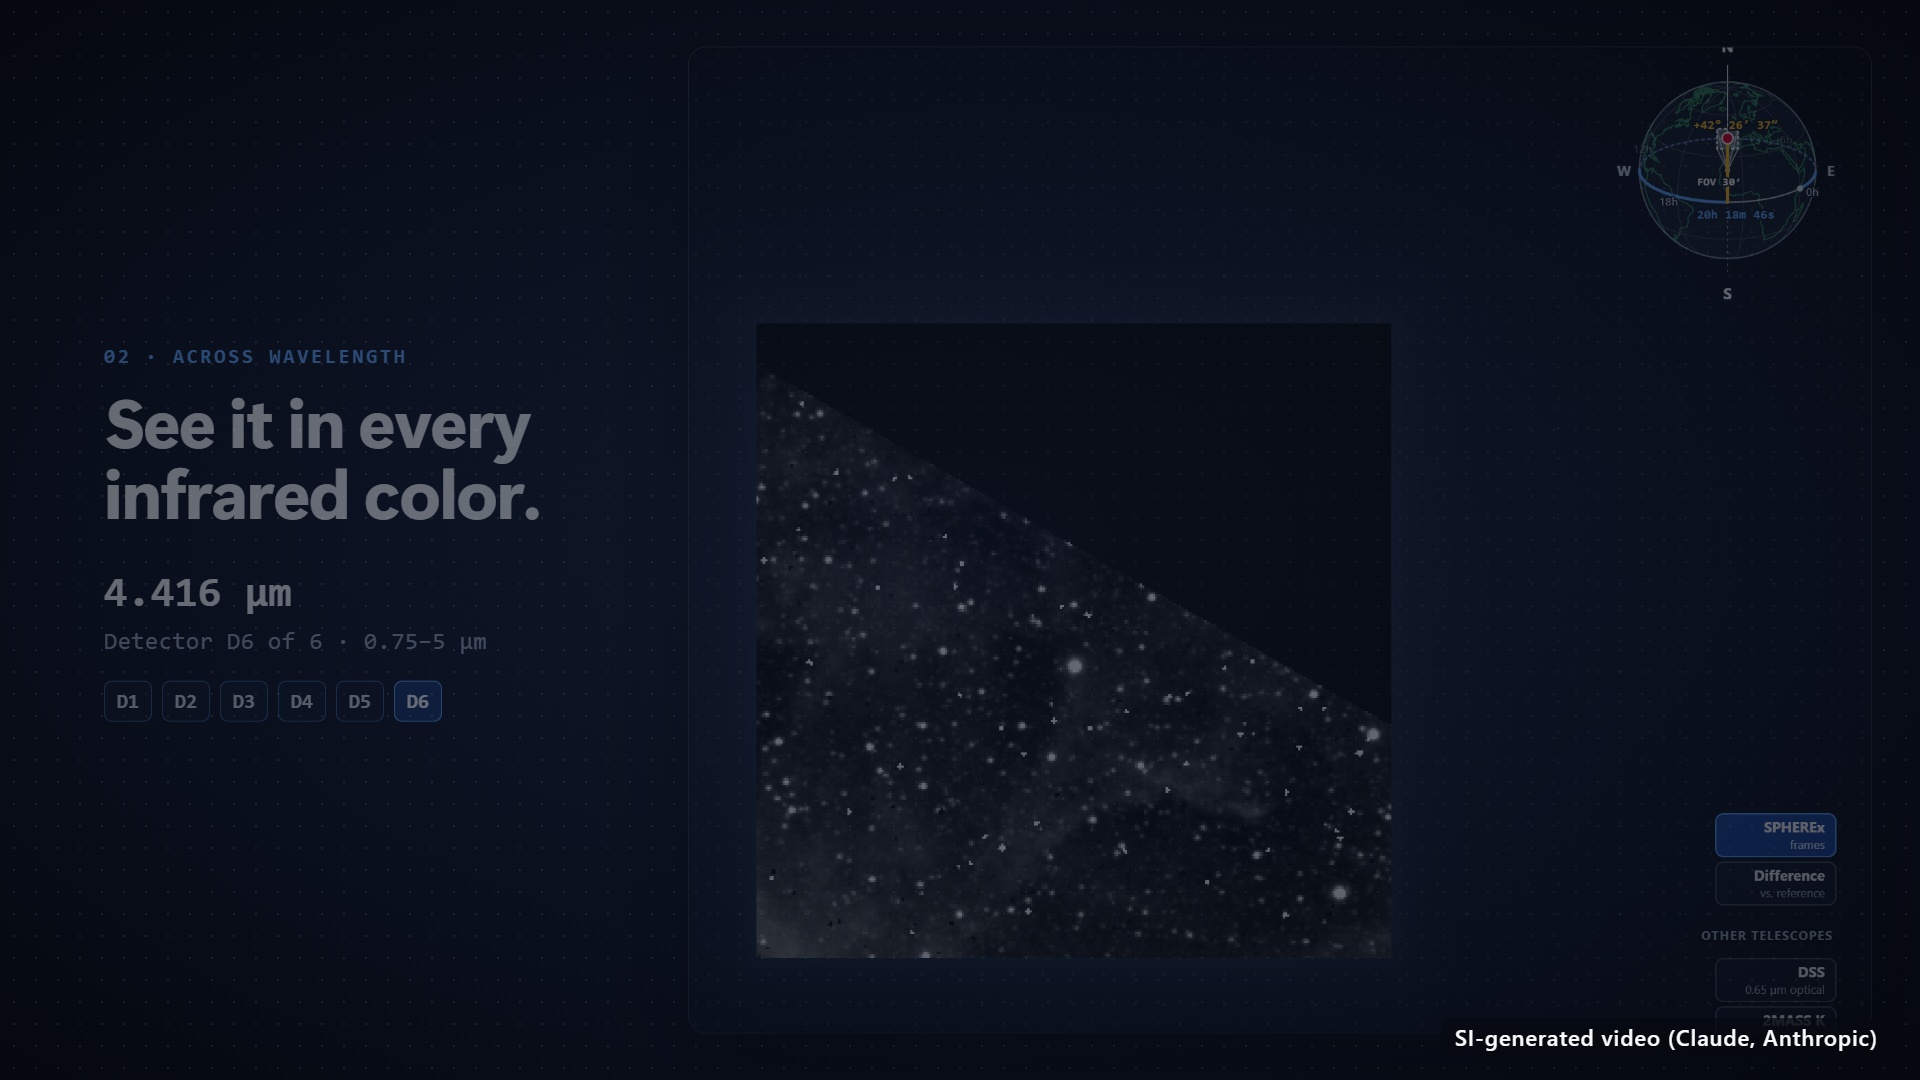 02 · ACROSS WAVELENGTH
See it in every
infrared color.
4.416 µm
Detector D6 of 6 · 0.75–5 µm
D1 D2 D3 D4 D5 D6
N
+42° 26′ 37″
W E
FOV 30′
0h
18h
20h 18m 46s
S
SPHEREx
frames
Difference
vs. reference
OTHER TELESCOPES
DSS
0.65 µm optical
2MASS K
SI-generated video (Claude, Anthropic)